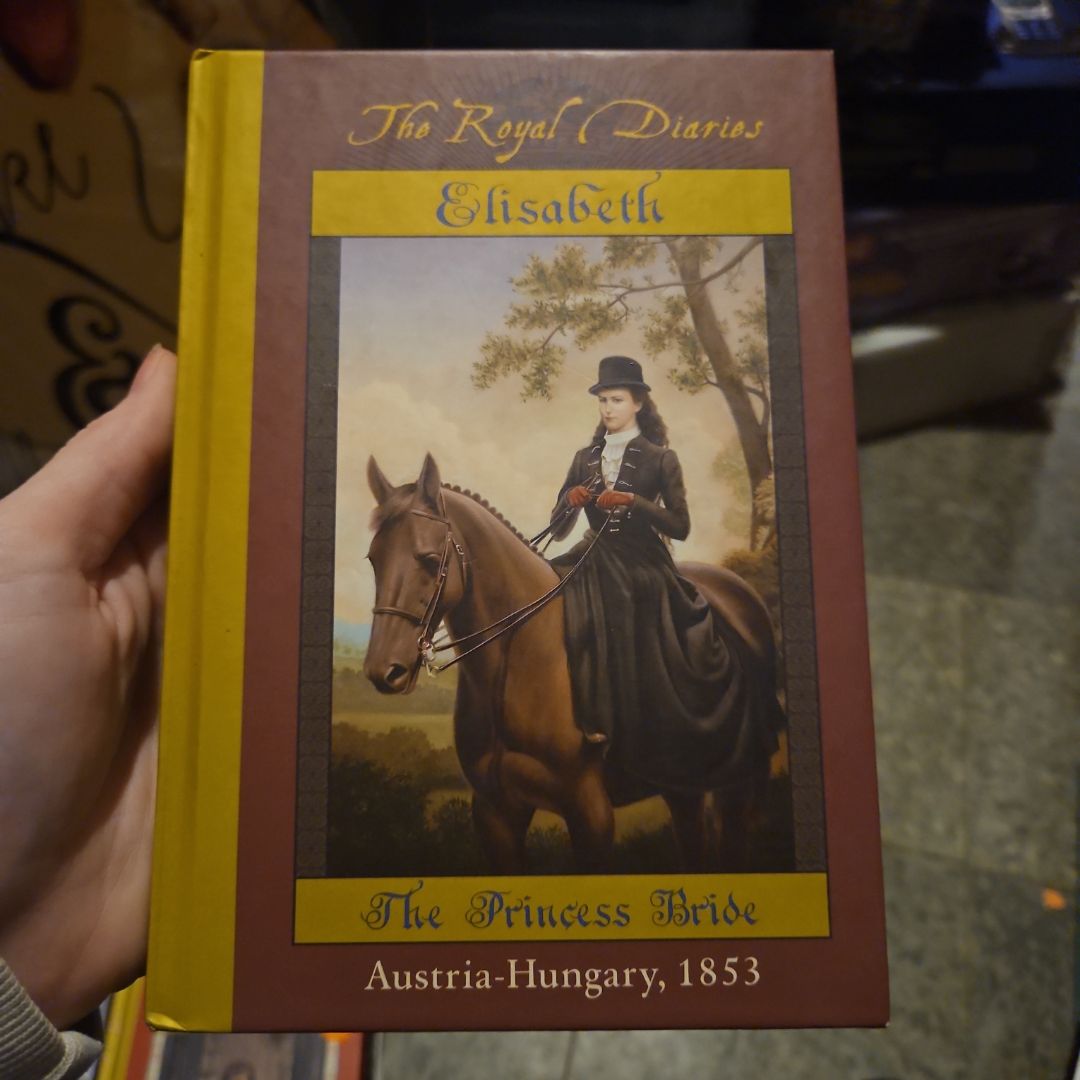 The Royal Diaries
Elisabeth
The Princess Bride
Austria-Hungary, 1853